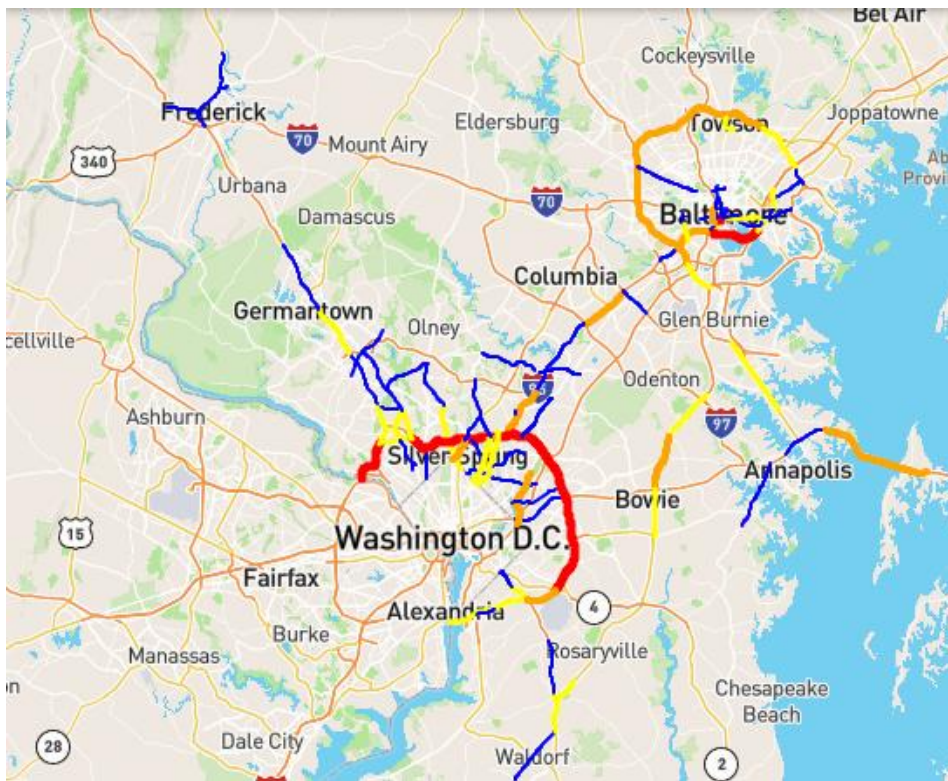 Bel Air
Cockeysville
Towson
Joppatowne
Frederick
Eldersburg
70
Mount Airy
340
Urbana
70
Damascus
Baltimore
Columbia
Germantown
Olney
Glen Burnie
cellville
Odenton
Ashburn
97
Silver Spring
Annapolis
Bowie
15
Washington D.C.
Fairfax
4
Alexandria
Burke
Rosaryville
Manassas
Chesapeake
Beach
28
Dale City
Waldorf
2